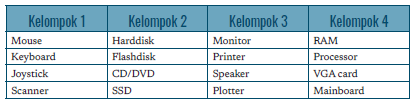 Kelompok 1 Kelompok 2 Kelompok 3 Kelompok 4
Mouse Harddisk Monitor RAM
Keyboard Flashdisk Printer Processor
Joystick CD/DVD Speaker VGA card
Scanner SSD Plotter Mainboard